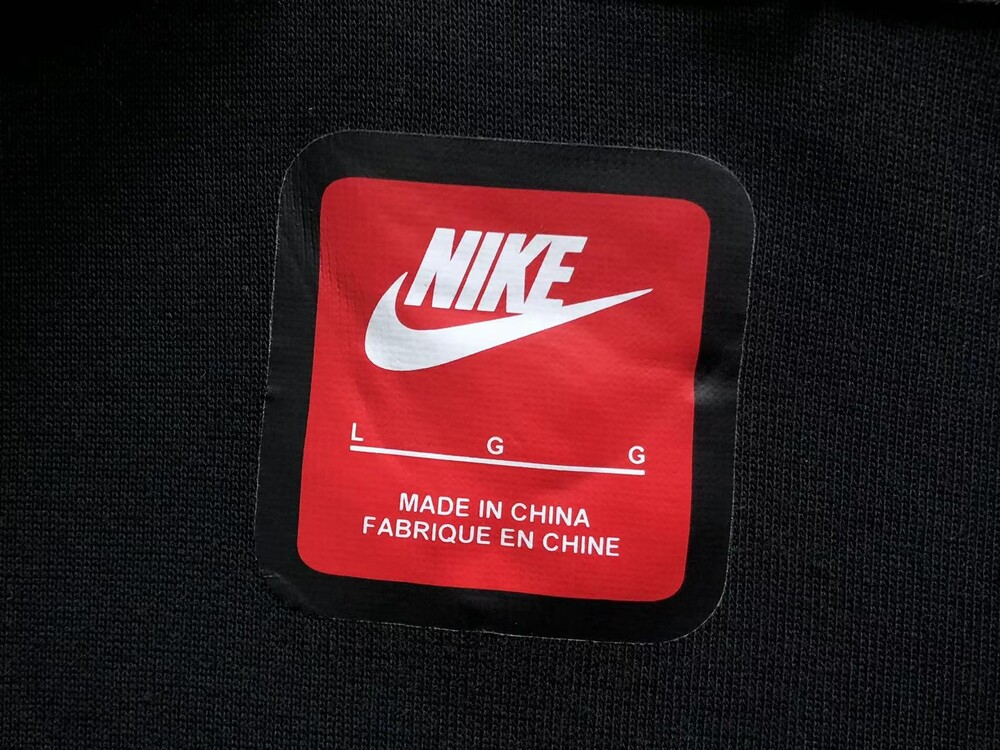 NIKE
L G G
MADE IN CHINA
FABRIQUE EN CHINE